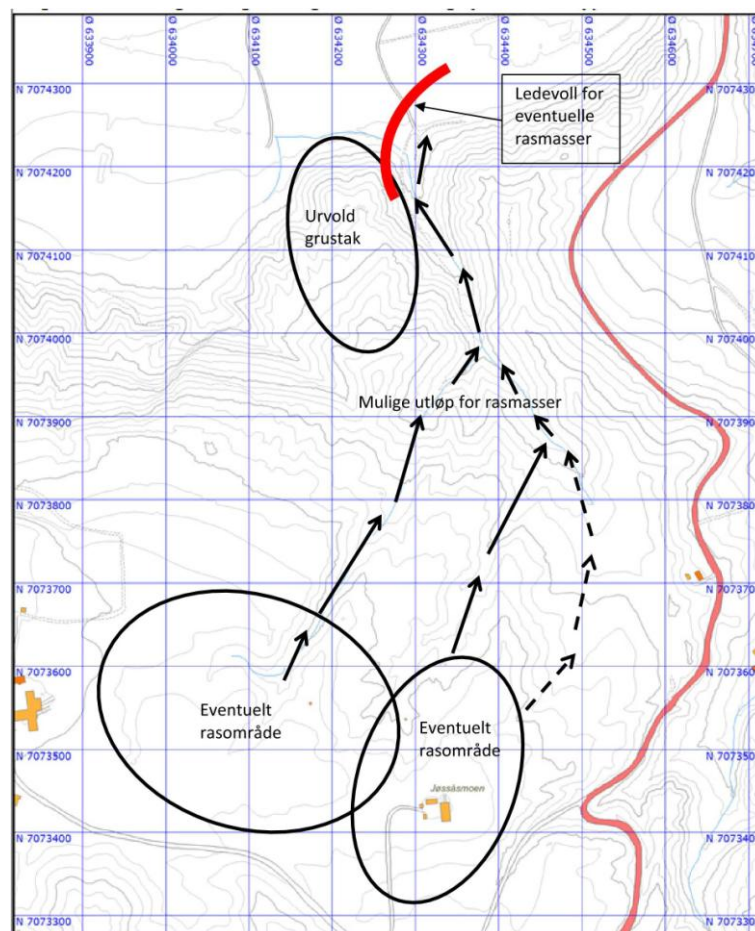 Ø 633900
Ø 634000
Ø 634100
Ø 634200
Ø 634300
Ø 634400
Ø 634500
Ø 634600
N 7074300
N 7074300
Ledevoll for
eventuelle
rasmasser
N 7074200
N 7074200
Urvold
grustak
N 7074100
N 7074100
N 7074000
N 7074000
Mulige utløp for rasmasser
N 7073900
N 7073900
N 7073800
N 7073800
N 7073700
N 7073700
N 7073600
N 7073600
Eventuelt
rasområde
Eventuelt
rasområde
N 7073500
N 7073500
Jøssåsmoen
N 7073400
N 7073400
N 7073300
N 7073300